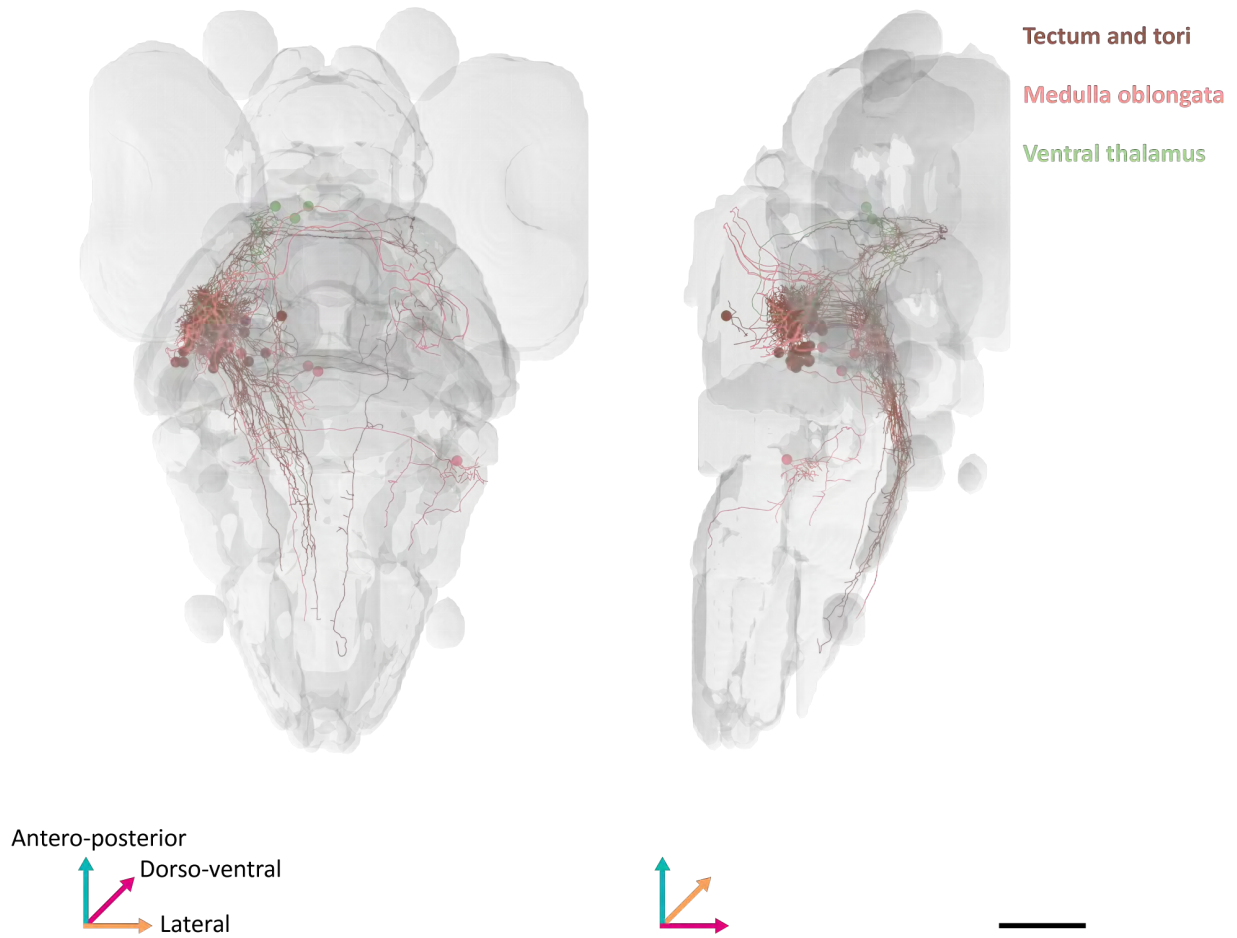 Tectum and tori
Medulla oblongata
Ventral thalamus
Antero-posterior
Dorso-ventral
Lateral